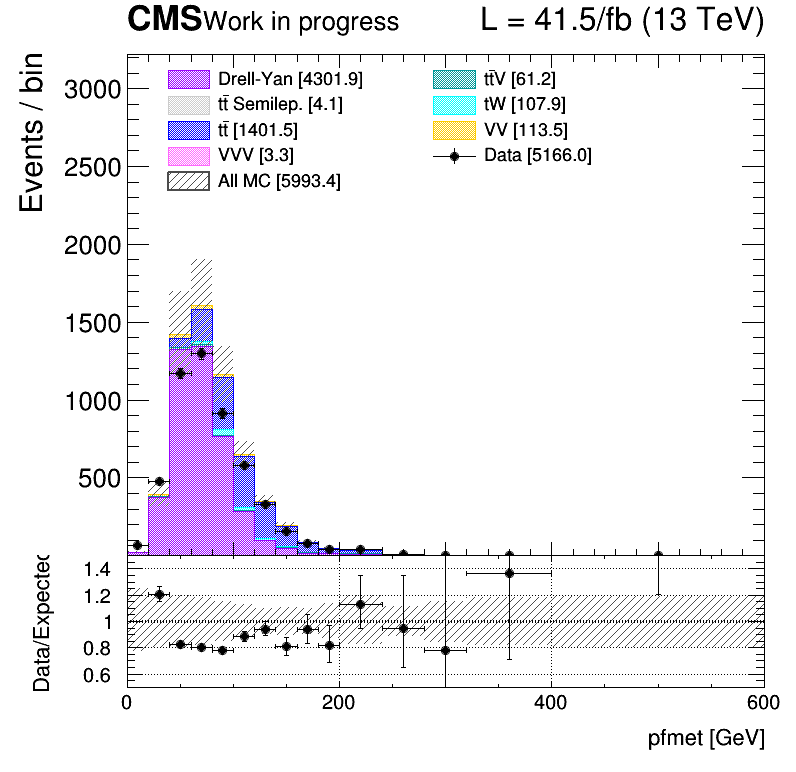 CMS Work in progress L = 41.5/fb (13 TeV)
Events / bin
3000
2500
2000
1500
1000
500
Drell-Yan [4301.9]
tt̄ Semilep. [4.1]
tt̄ [1401.5]
VVV [3.3]
All MC [5993.4]
tt̄V [61.2]
tW [107.9]
VV [113.5]
Data [5166.0]
Data/Expected
1.4
1.2
1
0.8
0.6
0 200 400 600
pfmet [GeV]